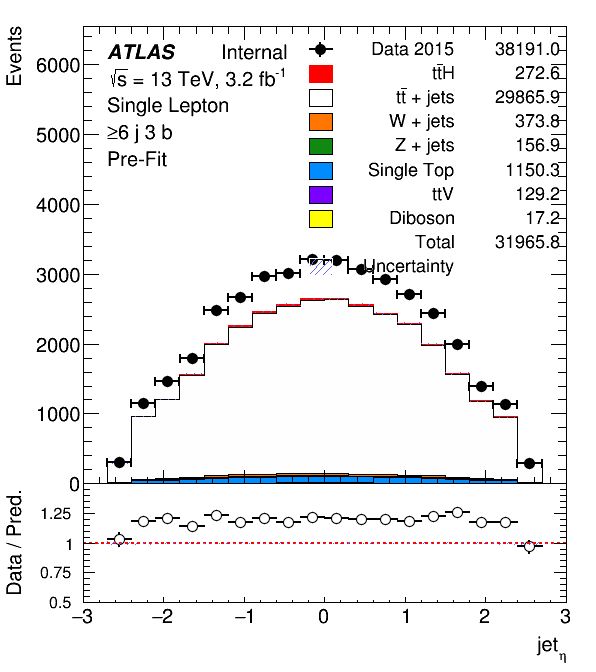 Events
ATLAS Internal
√s = 13 TeV, 3.2 fb⁻¹
Single Lepton
≥6 j 3 b
Pre-Fit
Data 2015 38191.0
tt̄H 272.6
tt̄ + jets 29865.9
W + jets 373.8
Z + jets 156.9
Single Top 1150.3
ttV 129.2
Diboson 17.2
Total 31965.8
Uncertainty
6000
5000
4000
3000
2000
1000
0
Data / Pred.
1.25
1
0.75
0.5
−3 −2 −1 0 1 2 3
jet_η